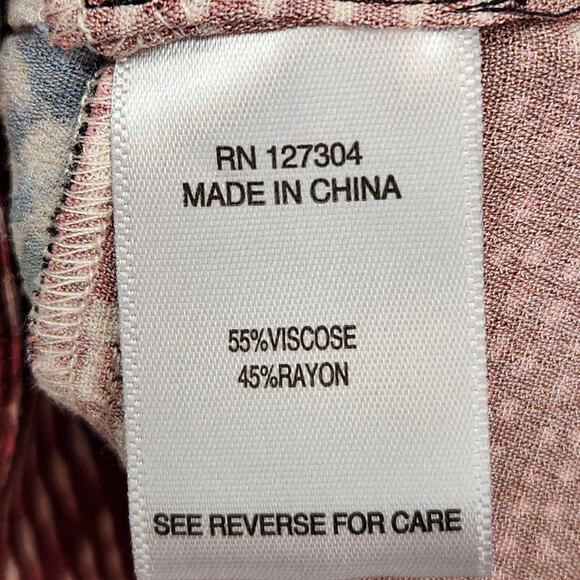 RN 127304
MADE IN CHINA
55%VISCOSE
45%RAYON
SEE REVERSE FOR CARE